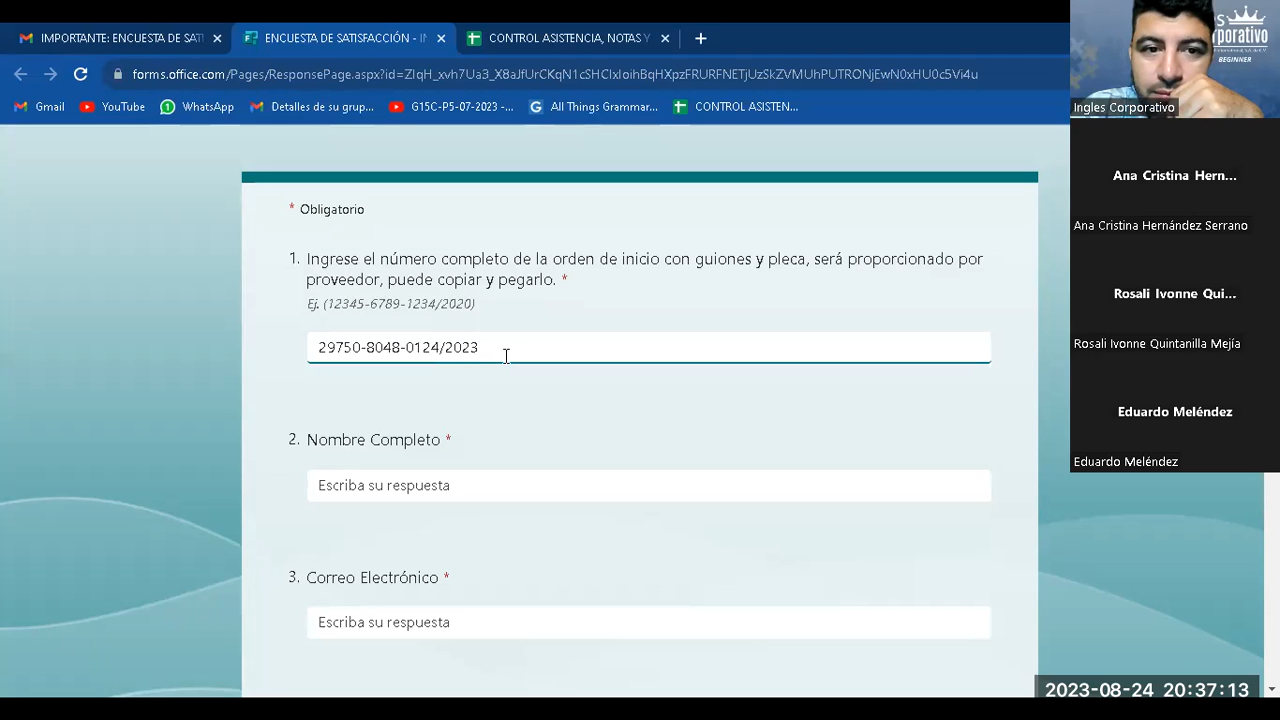 IMPORTANTE: ENCUESTA DE SATI
ENCUESTA DE SATISFACCIÓN - IN
CONTROL ASISTENCIA, NOTAS Y
forms.office.com/Pages/ResponsePage.aspx?id=
Gmail
YouTube
WhatsApp
Detalles de su grup...
G15C-P5-07-2023 -...
All Things Grammar...
CONTROL ASISTEN...
* Obligatorio
1. Ingrese el número completo de la orden de inicio con guiones y pleca, será proporcionado por
proveedor, puede copiar y pegarlo. *
Ej. (12345-6789-1234/2020)
29750-8048-0124/2023
2. Nombre Completo *
Escriba su respuesta
3. Correo Electrónico *
Escriba su respuesta
BEGINNER
Ingles Corporativo
Ana Cristina Hern...
Ana Cristina Hernández Serrano
Rosali Ivonne Qui...
Rosali Ivonne Quintanilla Mejía
Eduardo Meléndez
Eduardo Meléndez
2023-08-24 20:37:13